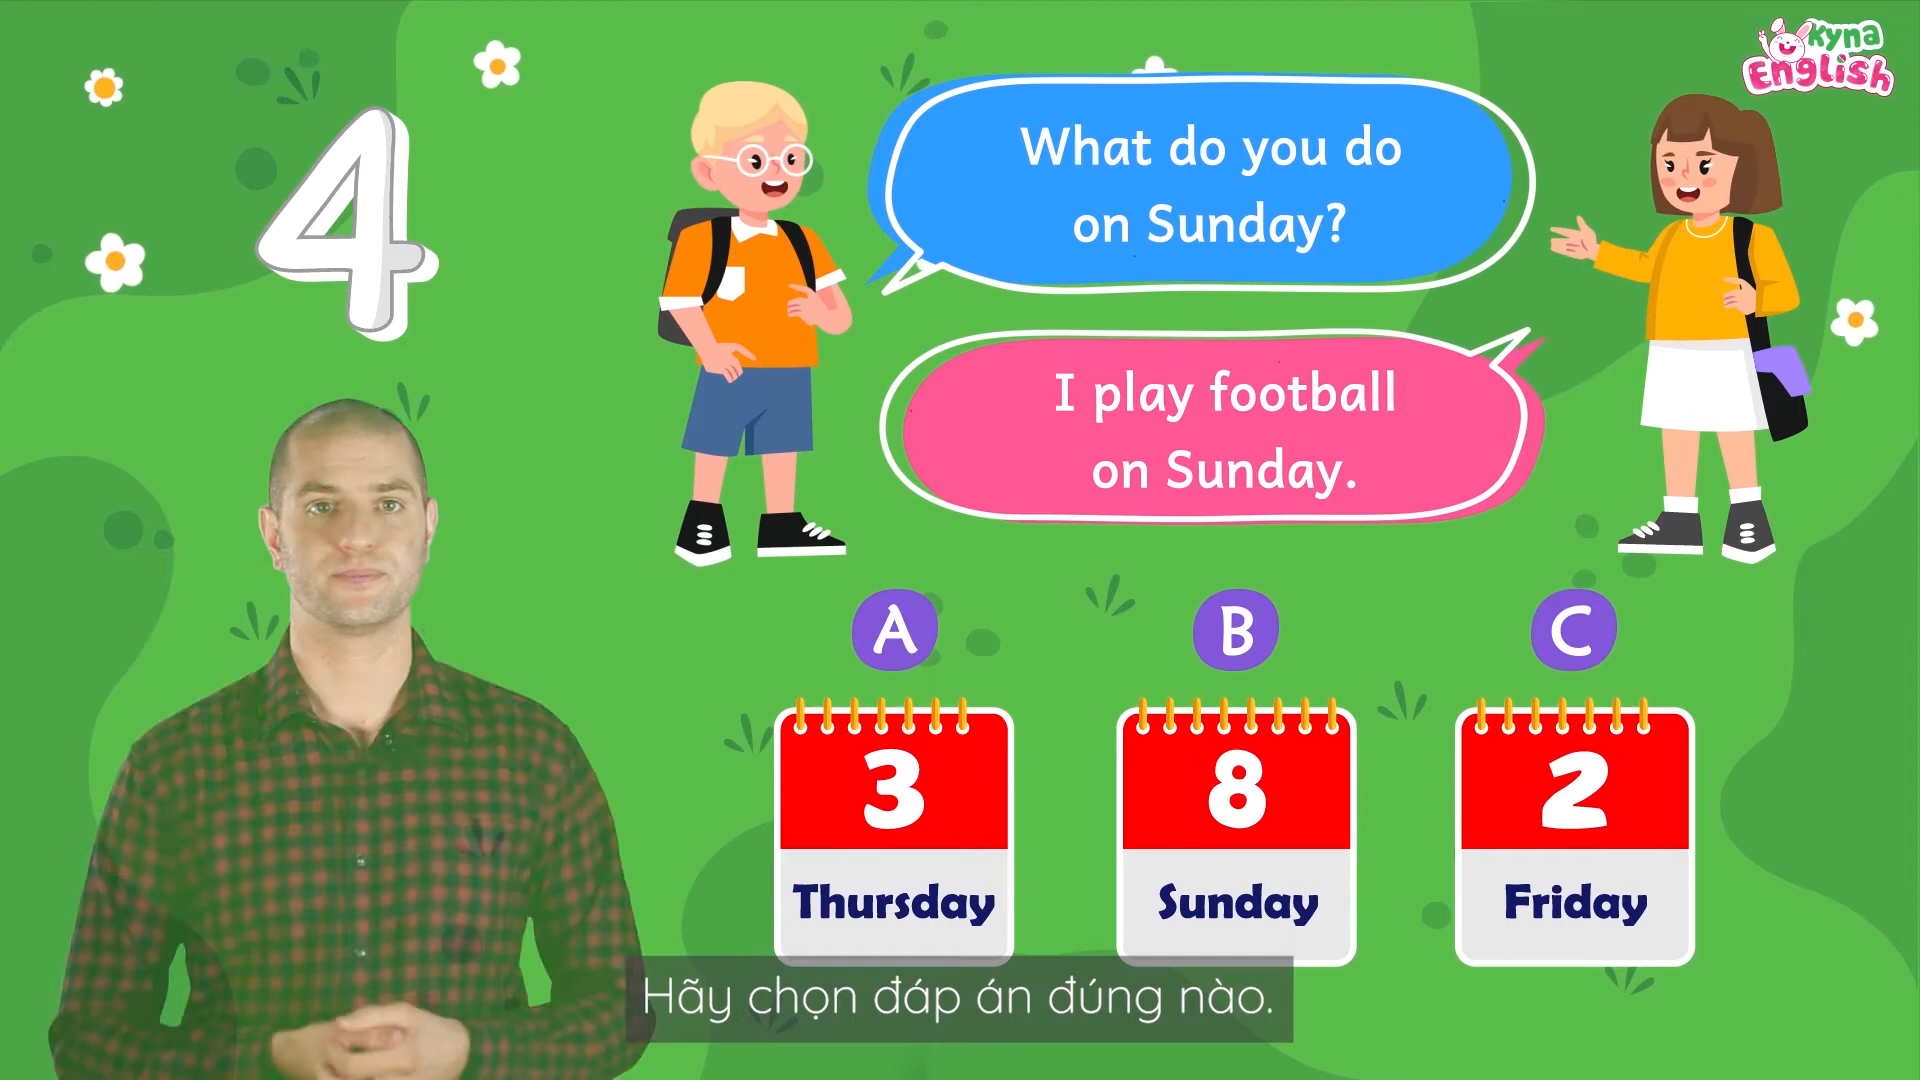 Kyna
English
4
What do you do
on Sunday?
I play football
on Sunday.
A
B
C
3
8
2
Thursday
Sunday
Friday
Hãy chọn đáp án đúng nào.